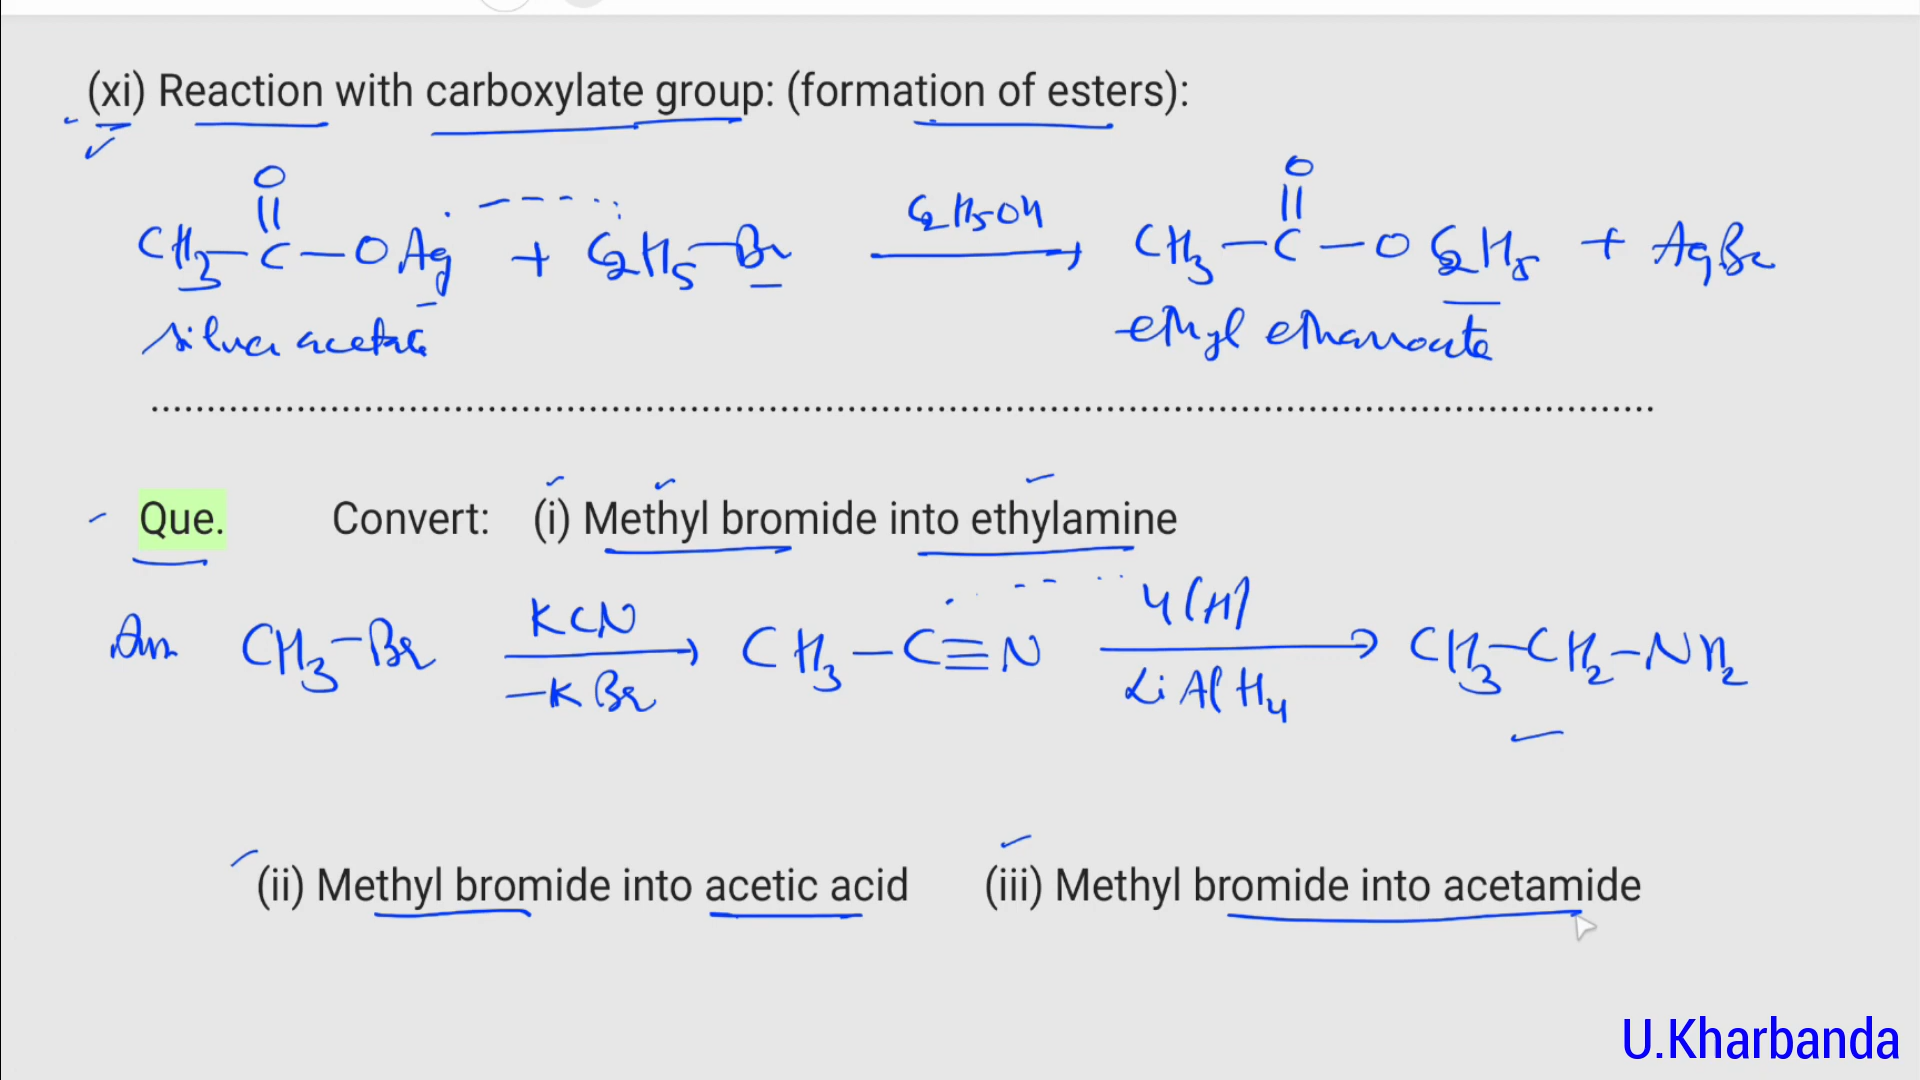 (xi) Reaction with carboxylate group: (formation of esters):
O O
|| ||
CH3-C-OAg + C2H5-Br C2H5OH → CH3-C-OC2H5 + AgBr
silver acetate ethyl ethanoate
Que. Convert: (i) Methyl bromide into ethylamine
KCN 4(H)
Ans CH3-Br → CH3-C≡N → CH3-CH2-NH2
-KBr LiAlH4
(ii) Methyl bromide into acetic acid (iii) Methyl bromide into acetamide
U.Kharbanda